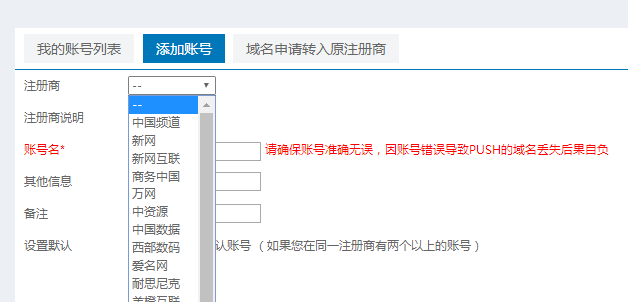 我的账号列表 添加账号 域名申请转入原注册商
注册商 --
--
注册商说明
中国频道
新网
账号名* 请确保账号准确无误，因账号错误导致PUSH的域名丢失后果自负
新网互联
商务中国
其他信息
万网
中资源
备注
中国数据
西部数码
设置默认 认账号 （ 如果您在同一注册商有两个以上的账号 ）
爱名网
耐思尼克